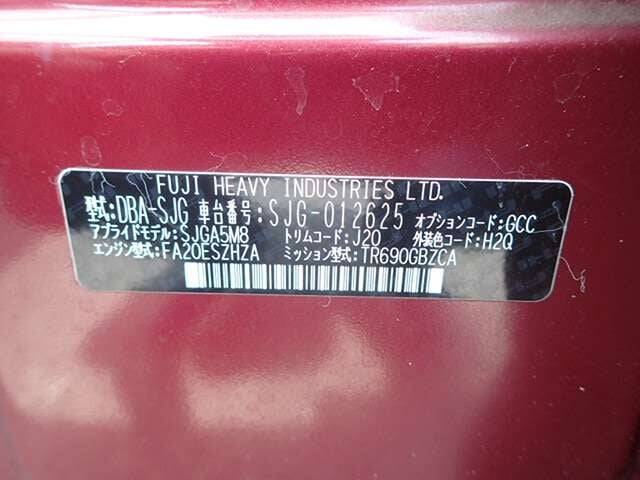 FUJI HEAVY INDUSTRIES LTD.
型式:DBA-SJG 車台番号:SJG-012625 オプションコード:GCC
アプライドモデル:SJGA5M8 トリムコード:J20 外装色コード:H2Q
エンジン型式:FA20ESZHZA ミッション型式:TR690GBZCA